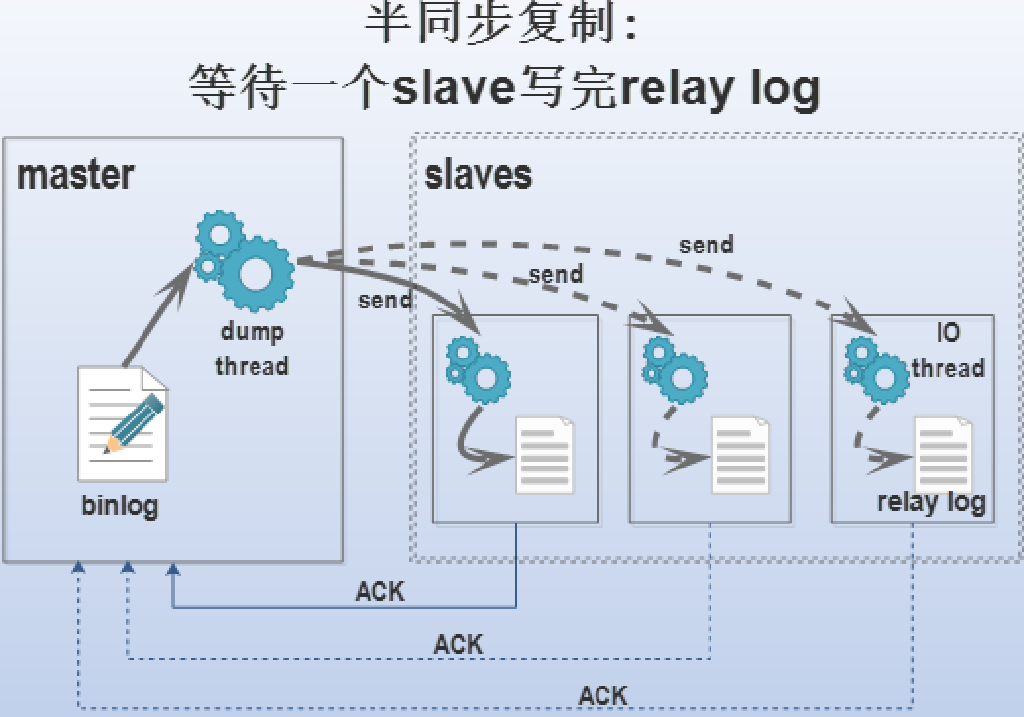 半同步复制：
等待一个slave写完relay log
master
slaves
send
send
send
dump
thread
IO
thread
binlog
relay log
ACK
ACK
ACK